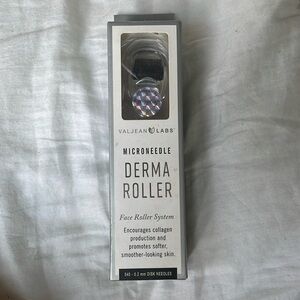 VALJEAN LABS
MICRONEEDLE
DERMA
ROLLER
Face Roller System
Encourages collagen
production and
promotes softer,
smoother-looking skin.
540 - 0.2 mm DISK NEEDLES